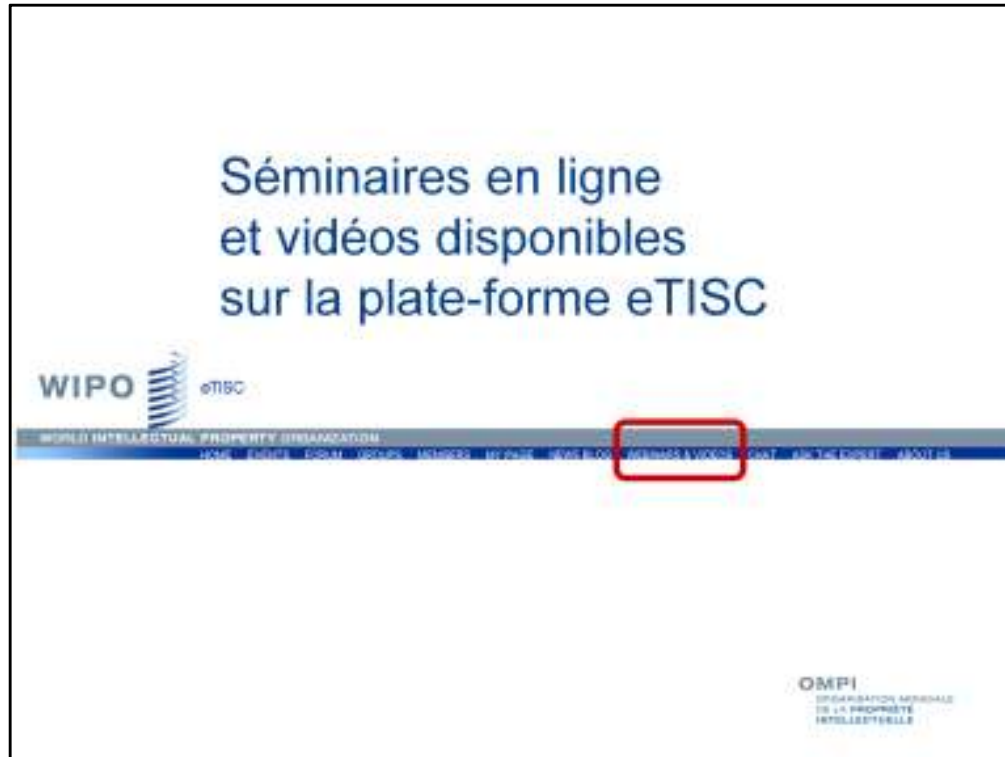 Séminaires en ligne
et vidéos disponibles
sur la plate-forme eTISC
WIPO
eTISC
WORLD INTELLECTUAL PROPERTY ORGANIZATION
HOME EVENTS FORUM GROUPS MEMBERS MY PAGE NEWS BLOG WEBINARS & VIDEOS CHAT ASK THE EXPERT ABOUT US
OMPI
ORGANISATION MONDIALE
DE LA PROPRIÉTÉ
INTELLECTUELLE